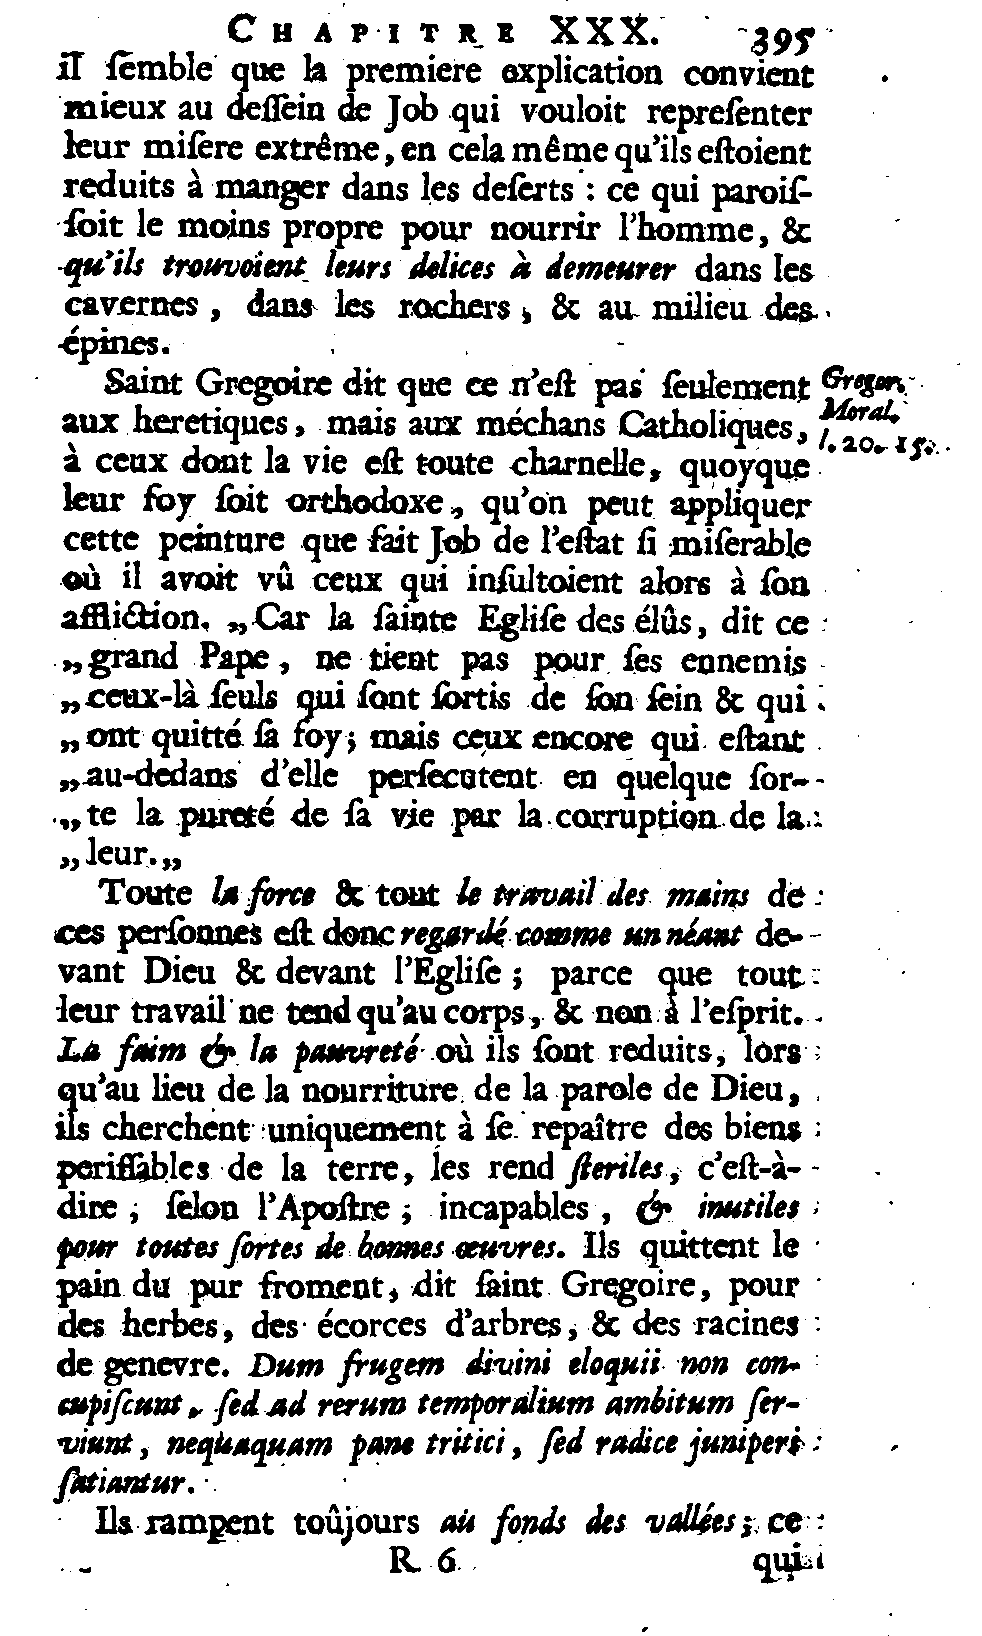 CHAPITRE XXX. 395
il ſemble que la premiere explication convient
mieux au deſſein de Job qui vouloit repreſenter
leur miſere extrême, en cela même qu'ils eſtoient
reduits à manger dans les deſerts : ce qui paroiſ-
ſoit le moins propre pour nourrir l'homme, &
qu'ils trouvoient leurs delices à demeurer dans les
cavernes, dans les rochers, & au milieu des
épines.
Saint Gregoire dit que ce n'eſt pas ſeulement
Gregor.
aux heretiques, mais aux méchans Catholiques,
Moral.
l. 20. 15.
à ceux dont la vie eſt toute charnelle, quoyque
leur foy ſoit orthodoxe, qu'on peut appliquer
cette peinture que fait Job de l'eſtat ſi miſerable
où il avoit vû ceux qui inſultoient alors à ſon
affliction. „Car la ſainte Egliſe des élûs, dit ce
„grand Pape, ne tient pas pour ſes ennemis
„ceux-là ſeuls qui ſont ſortis de ſon ſein & qui
„ont quitté ſa foy; mais ceux encore qui eſtant
„au-dedans d'elle perſecutent en quelque ſor-
„te la pureté de ſa vie par la corruption de la
„leur.„
Toute la force & tout le travail des mains de
ces perſonnes eſt donc regardé comme un néant de-
vant Dieu & devant l'Egliſe; parce que tout
leur travail ne tend qu'au corps, & non à l'eſprit.
La faim & la pauvreté où ils ſont reduits, lors
qu'au lieu de la nourriture de la parole de Dieu,
ils cherchent uniquement à ſe repaître des biens
periſſables de la terre, les rend ſteriles, c'eſt-à-
dire, ſelon l'Apoſtre, incapables, & inutiles
pour toutes ſortes de bonnes œuvres. Ils quittent le
pain du pur froment, dit ſaint Gregoire, pour
des herbes, des écorces d'arbres, & des racines
de genevre. Dum frugem divini eloquii non con-
cupiſcunt, ſed ad rerum temporalium ambitum ſer-
viunt, nequaquam pane tritici, ſed radice juniperi
ſatiantur.
Ils rampent toûjours au fonds des vallées; ce
R 6 qui